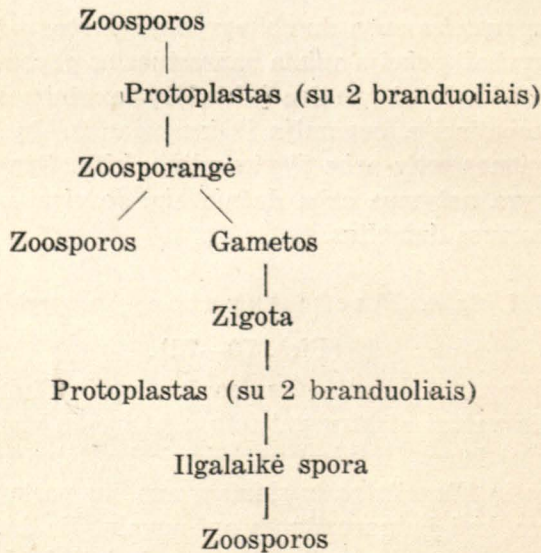 Zoosporos
Protoplastas (su 2 branduoliais)
Zoosporangė
Zoosporos Gametos
Zigota
Protoplastas (su 2 branduoliais)
Ilgalaikė spora
Zoosporos